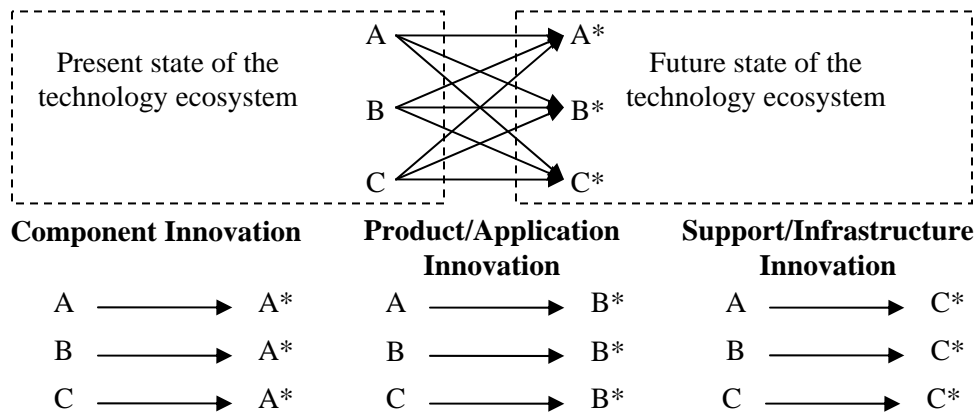 Present state of the
technology ecosystem
A
B
C
A*
B*
C*
Future state of the
technology ecosystem
Component Innovation
A A*
B A*
C A*
Product/Application
Innovation
A B*
B B*
C B*
Support/Infrastructure
Innovation
A C*
B C*
C C*